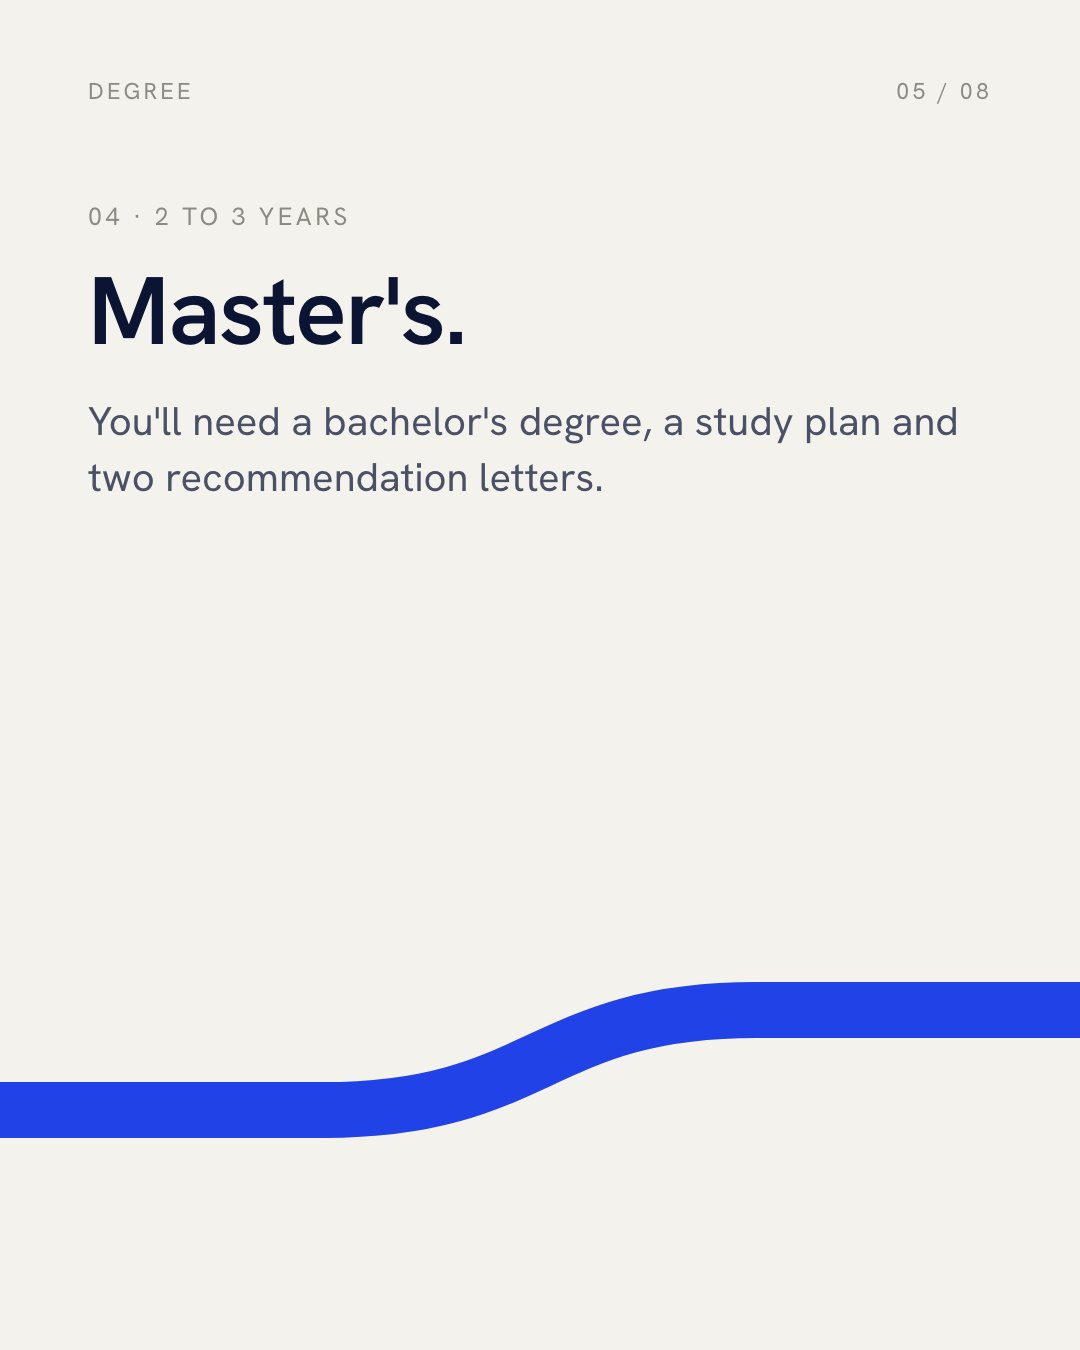 DEGREE
05 / 08
04 · 2 TO 3 YEARS
Master's.
You'll need a bachelor's degree, a study plan and
two recommendation letters.